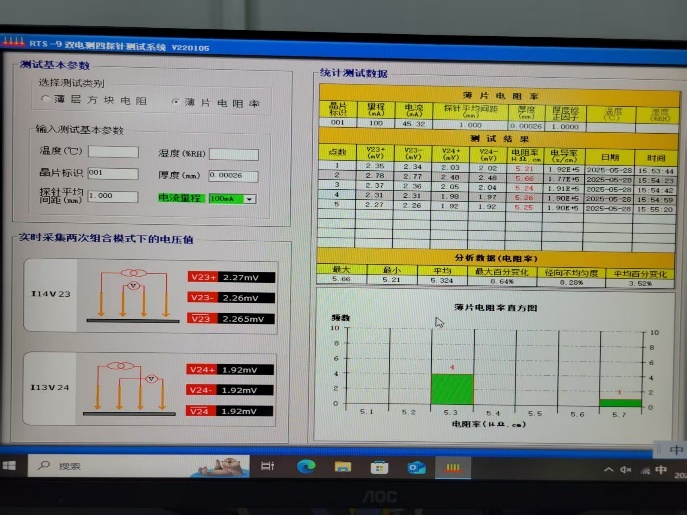 RTS-9 双电测四探针测试系统 V220105
测试基本参数
选择测试类别
薄层方块电阻 薄片电阻率
输入测试基本参数
温度(℃) 湿度(%RH)
晶片标识 001 厚度(mm) 0.00026
探针平均间距(mm) 1.000 电流量程 100mA
实时采集两次组合模式下的电压值
I14V23
V23+ 2.27mV
V23- 2.26mV
V23 2.265mV
I13V24
V24+ 1.92mV
V24- 1.92mV
V24 1.92mV
统计测试数据
薄片电阻率
晶片标识 量程(mA) 电流(mA) 探针平均间距(mm) 厚度(mm) 厚度修正因子 温度(℃) 湿度(%RH)
001 100 45.32 1.000 0.00026 1.0000
测试结果
点数 V23+(mV) V23-(mV) V24+(mV) V24-(mV) 电阻率μΩ.cm 电导率(s/cm) 日期 时间
1 2.35 2.34 2.03 2.02 5.21 1.92E+5 2025-05-28 15:53:44
2 2.78 2.77 2.48 2.48 5.66 1.77E+5 2025-05-28 15:54:23
3 2.37 2.36 2.05 2.04 5.24 1.91E+5 2025-05-28 15:54:42
4 2.31 2.31 1.98 1.97 5.26 1.90E+5 2025-05-28 15:54:59
5 2.27 2.26 1.92 1.92 5.25 1.90E+5 2025-05-28 15:55:20
分析数据(电阻率)
最大 最小 平均 最大百分变化 径向不均匀度 平均百分变化
5.66 5.21 5.324 8.64% 8.28% 3.52%
薄片电阻率直方图
频数
10 10
8 8
6 6
4 4
2 2
0 0
4 1
5.1 5.2 5.3 5.4 5.5 5.6 5.7
电阻率(μΩ.cm)
中
搜索
中
AOC